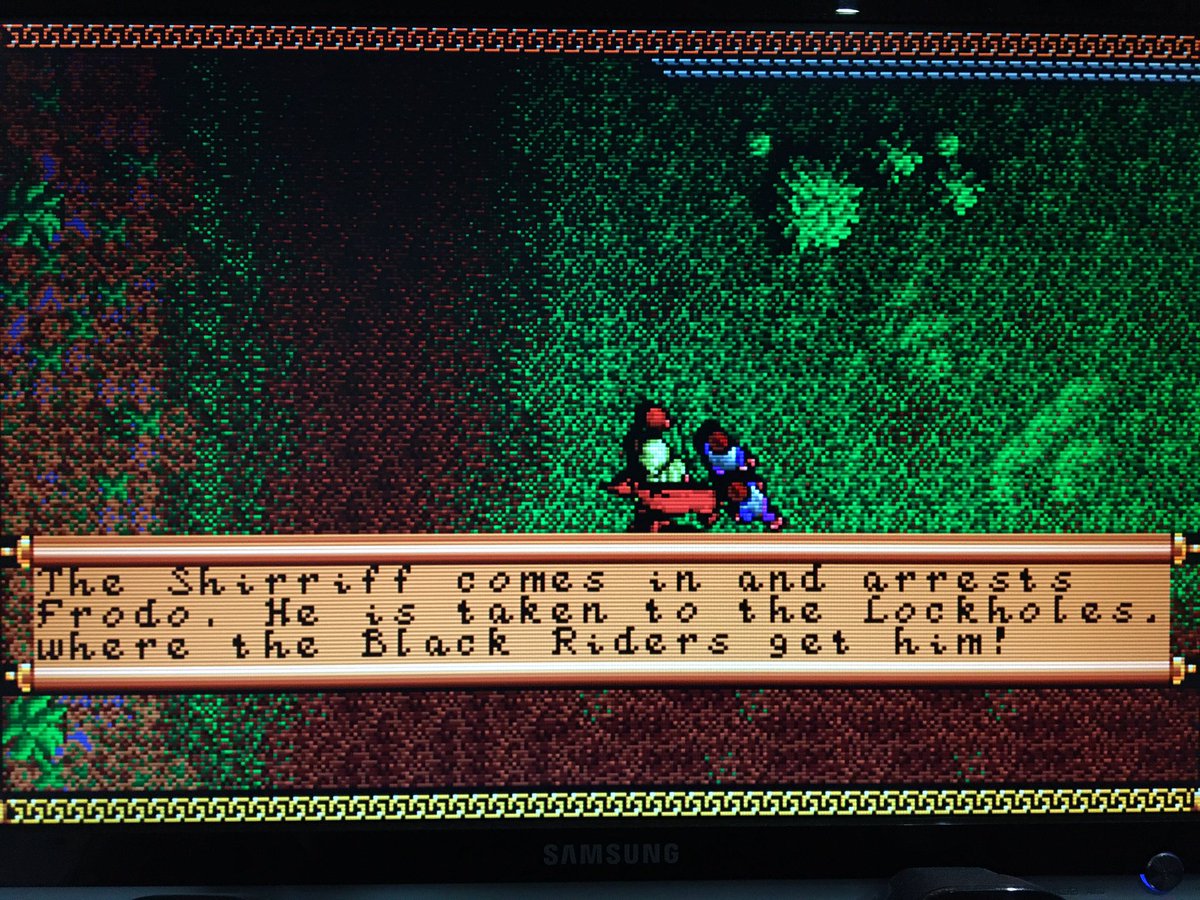 The Shirriff comes in and arrests
Frodo. He is taken to the Lockholes.
where the Black Riders get him!
SAMSUNG